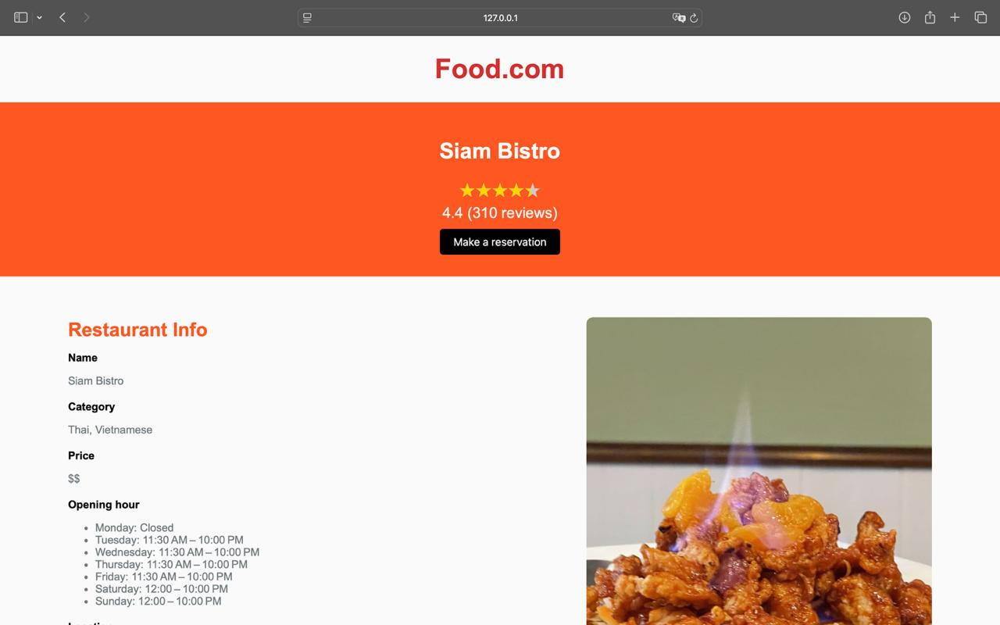 127.0.0.1
Food.com
Siam Bistro
4.4 (310 reviews)
Make a reservation
Restaurant Info
Name
Siam Bistro
Category
Thai, Vietnamese
Price
$$
Opening hour
• Monday: Closed
• Tuesday: 11:30 AM – 10:00 PM
• Wednesday: 11:30 AM – 10:00 PM
• Thursday: 11:30 AM – 10:00 PM
• Friday: 11:30 AM – 10:00 PM
• Saturday: 12:00 – 10:00 PM
• Sunday: 12:00 – 10:00 PM